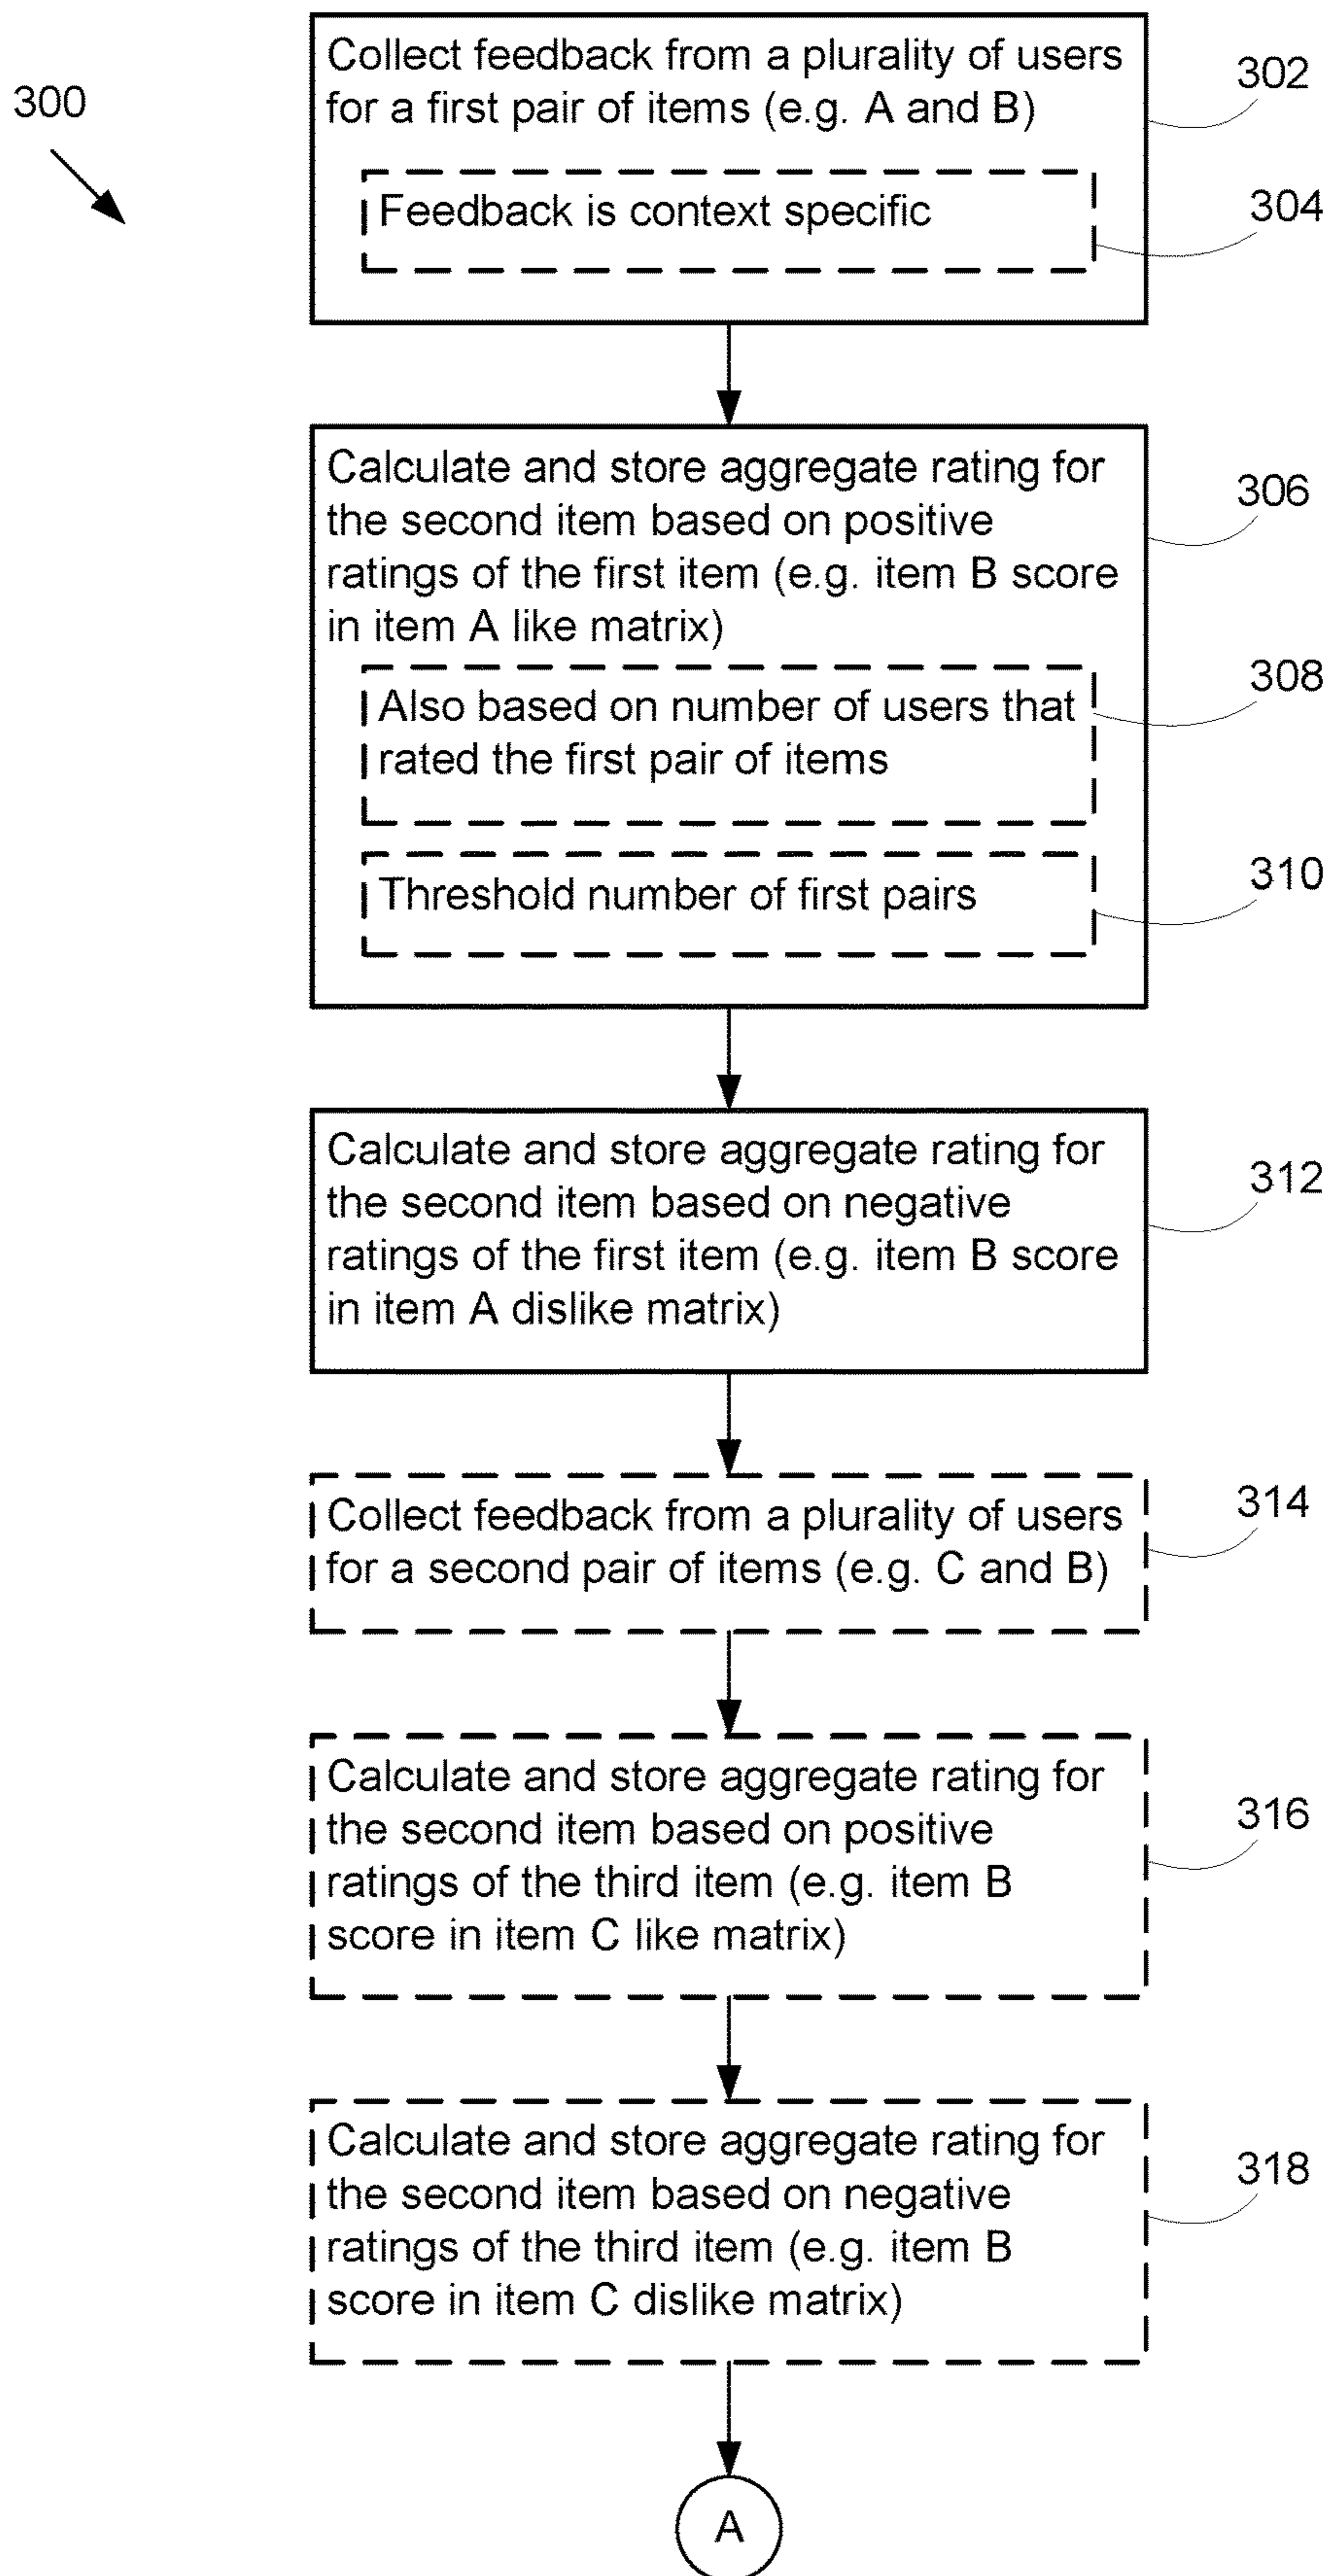 300
Collect feedback from a plurality of users
for a first pair of items (e.g. A and B)
302
Feedback is context specific
304
Calculate and store aggregate rating for
the second item based on positive
ratings of the first item (e.g. item B score
in item A like matrix)
306
Also based on number of users that
rated the first pair of items
308
Threshold number of first pairs
310
Calculate and store aggregate rating for
the second item based on negative
ratings of the first item (e.g. item B score
in item A dislike matrix)
312
Collect feedback from a plurality of users
for a second pair of items (e.g. C and B)
314
Calculate and store aggregate rating for
the second item based on positive
ratings of the third item (e.g. item B
score in item C like matrix)
316
Calculate and store aggregate rating for
the second item based on negative
ratings of the third item (e.g. item B
score in item C dislike matrix)
318
A